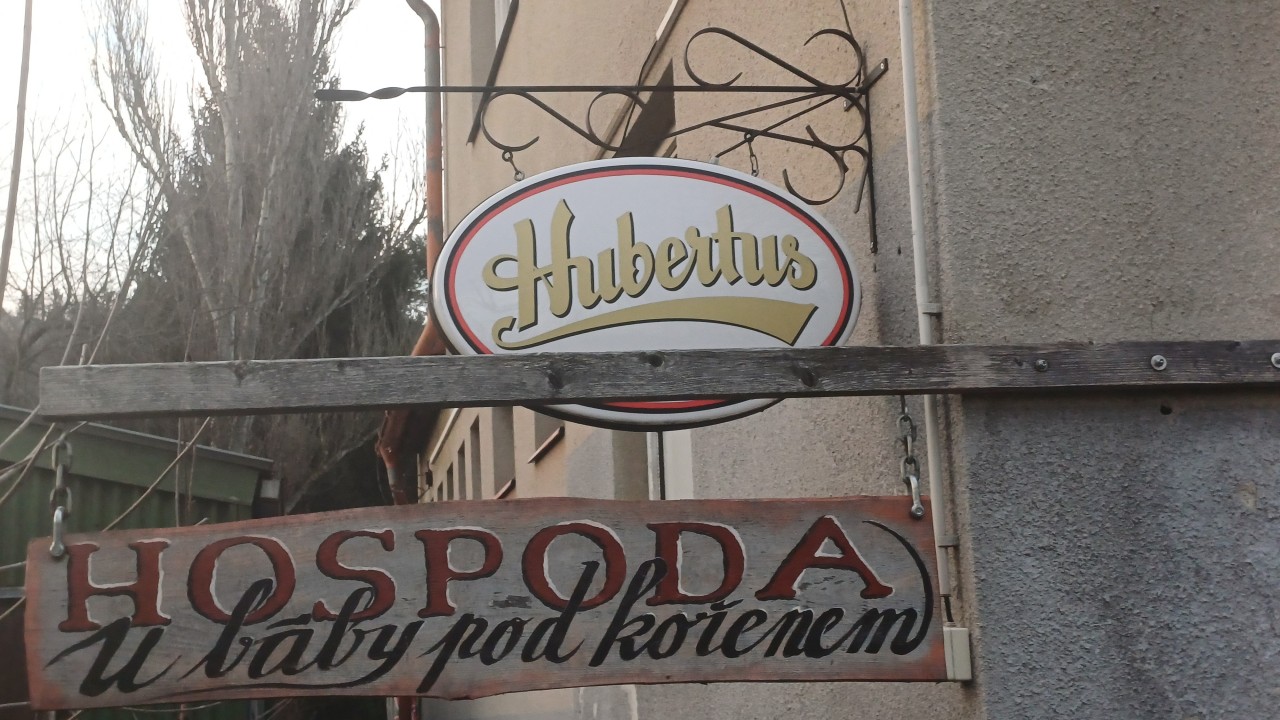 Hubertus
HOSPODA
U báby pod kořenem